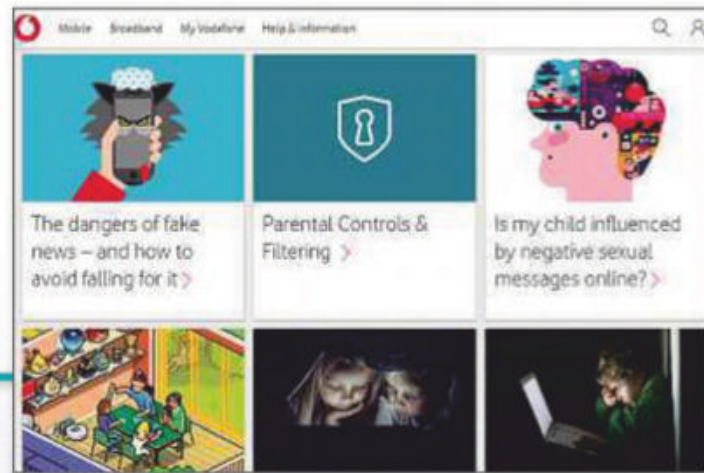 Mobile Broadband My Vodafone Help & Information
The dangers of fake
news – and how to
avoid falling for it >
Parental Controls &
Filtering >
Is my child influenced
by negative sexual
messages online? >